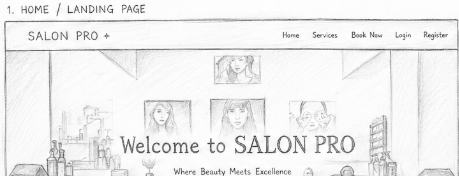 1. HOME / LANDING PAGE
SALON PRO + Home Services Book Now Login Register
Welcome to SALON PRO
Where Beauty Meets Excellence